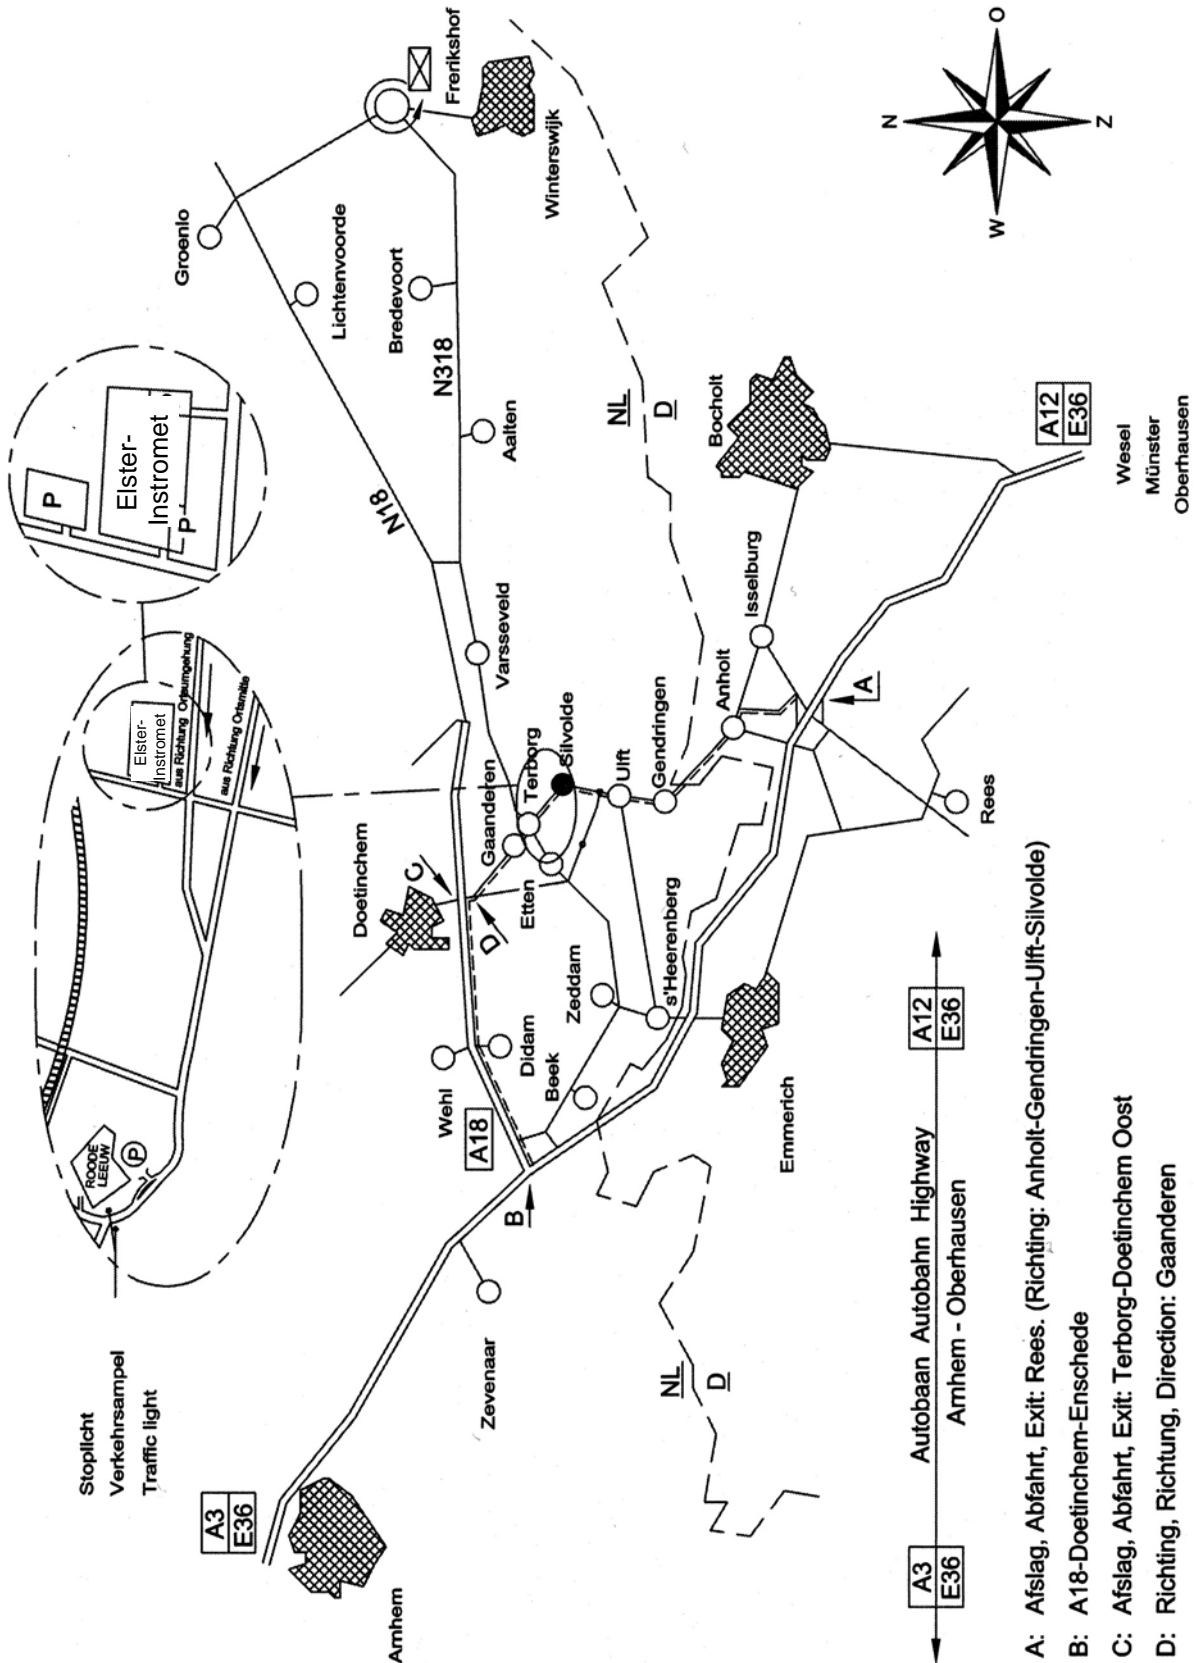 Stoplicht
Verkehrsampel
Traffic light
ROODE
LEEUW
P
Elster-
Instromet
aus Richtung Ortsumgehung
aus Richtung Ortsmitte
P
Elster-
Instromet
P
A3
E36
Arnhem
Zevenaar
B
A18
Wehl
Didam
Beek
Doetinchem
C
D
Zeddam
s'Heerenberg
Etten
Gaanderen
Terborg
Silvolde
Ulft
Gendringen
Varsseveld
N18
Groenlo
Lichtenvoorde
Bredevoort
N318
Aalten
Frerikshof
Winterswijk
NL
D
Anholt
Isselburg
Bocholt
A
Rees
Emmerich
NL
D
A12
E36
Wesel
Münster
Oberhausen
N
O
Z
W
A3
E36
Autobaan Autobahn Highway
Arnhem - Oberhausen
A12
E36
A: Afslag, Abfahrt, Exit: Rees. (Richting: Anholt-Gendringen-Ulft-Silvolde)
B: A18-Doetinchem-Enschede
C: Afslag, Abfahrt, Exit: Terborg-Doetinchem Oost
D: Richting, Richtung, Direction: Gaanderen